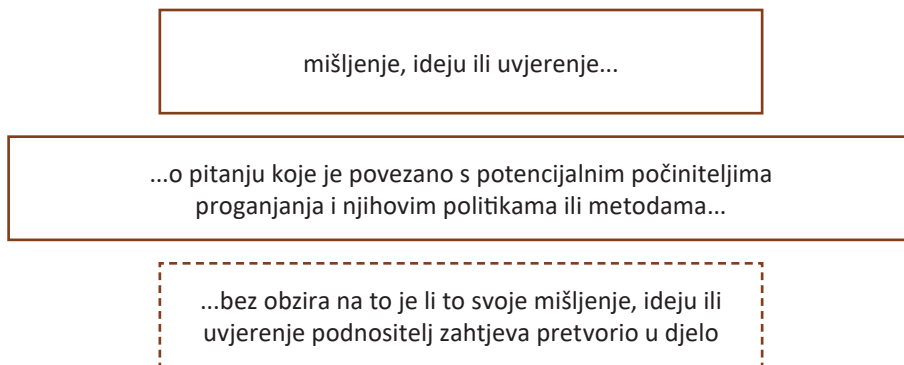 mišljenje, ideju ili uvjerenje...
...o pitanju koje je povezano s potencijalnim počiniteljima
proganjanja i njihovim politikama ili metodama...
...bez obzira na to je li to svoje mišljenje, ideju ili
uvjerenje podnositelj zahtjeva pretvorio u djelo